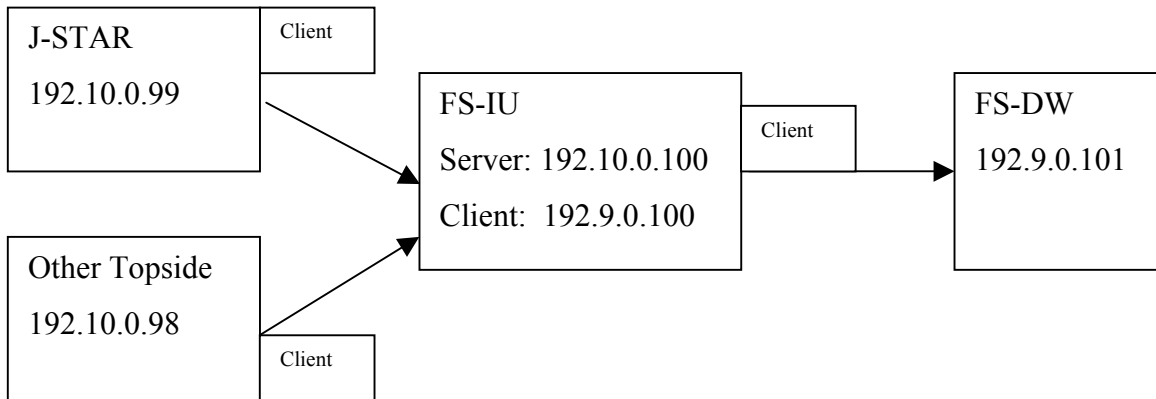 J-STAR
192.10.0.99
Client
Other Topside
192.10.0.98
Client
FS-IU
Server: 192.10.0.100
Client: 192.9.0.100
Client
FS-DW
192.9.0.101